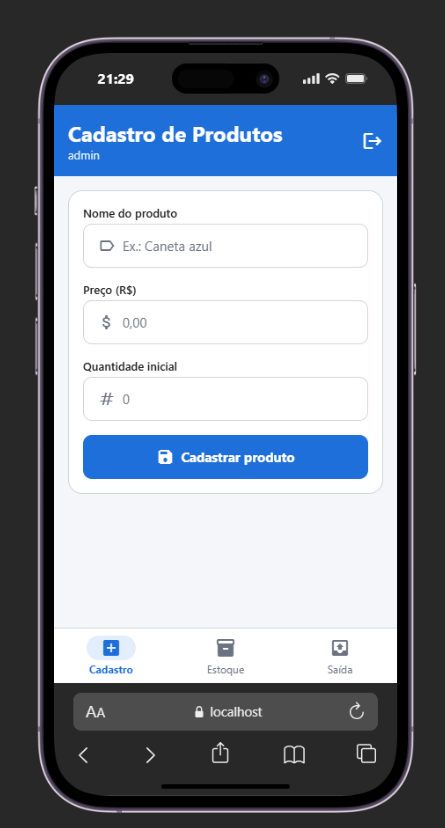 21:29
Cadastro de Produtos
admin
Nome do produto
Ex.: Caneta azul
Preço (R$)
$ 0,00
Quantidade inicial
# 0
Cadastrar produto
Cadastro Estoque Saída
AA localhost